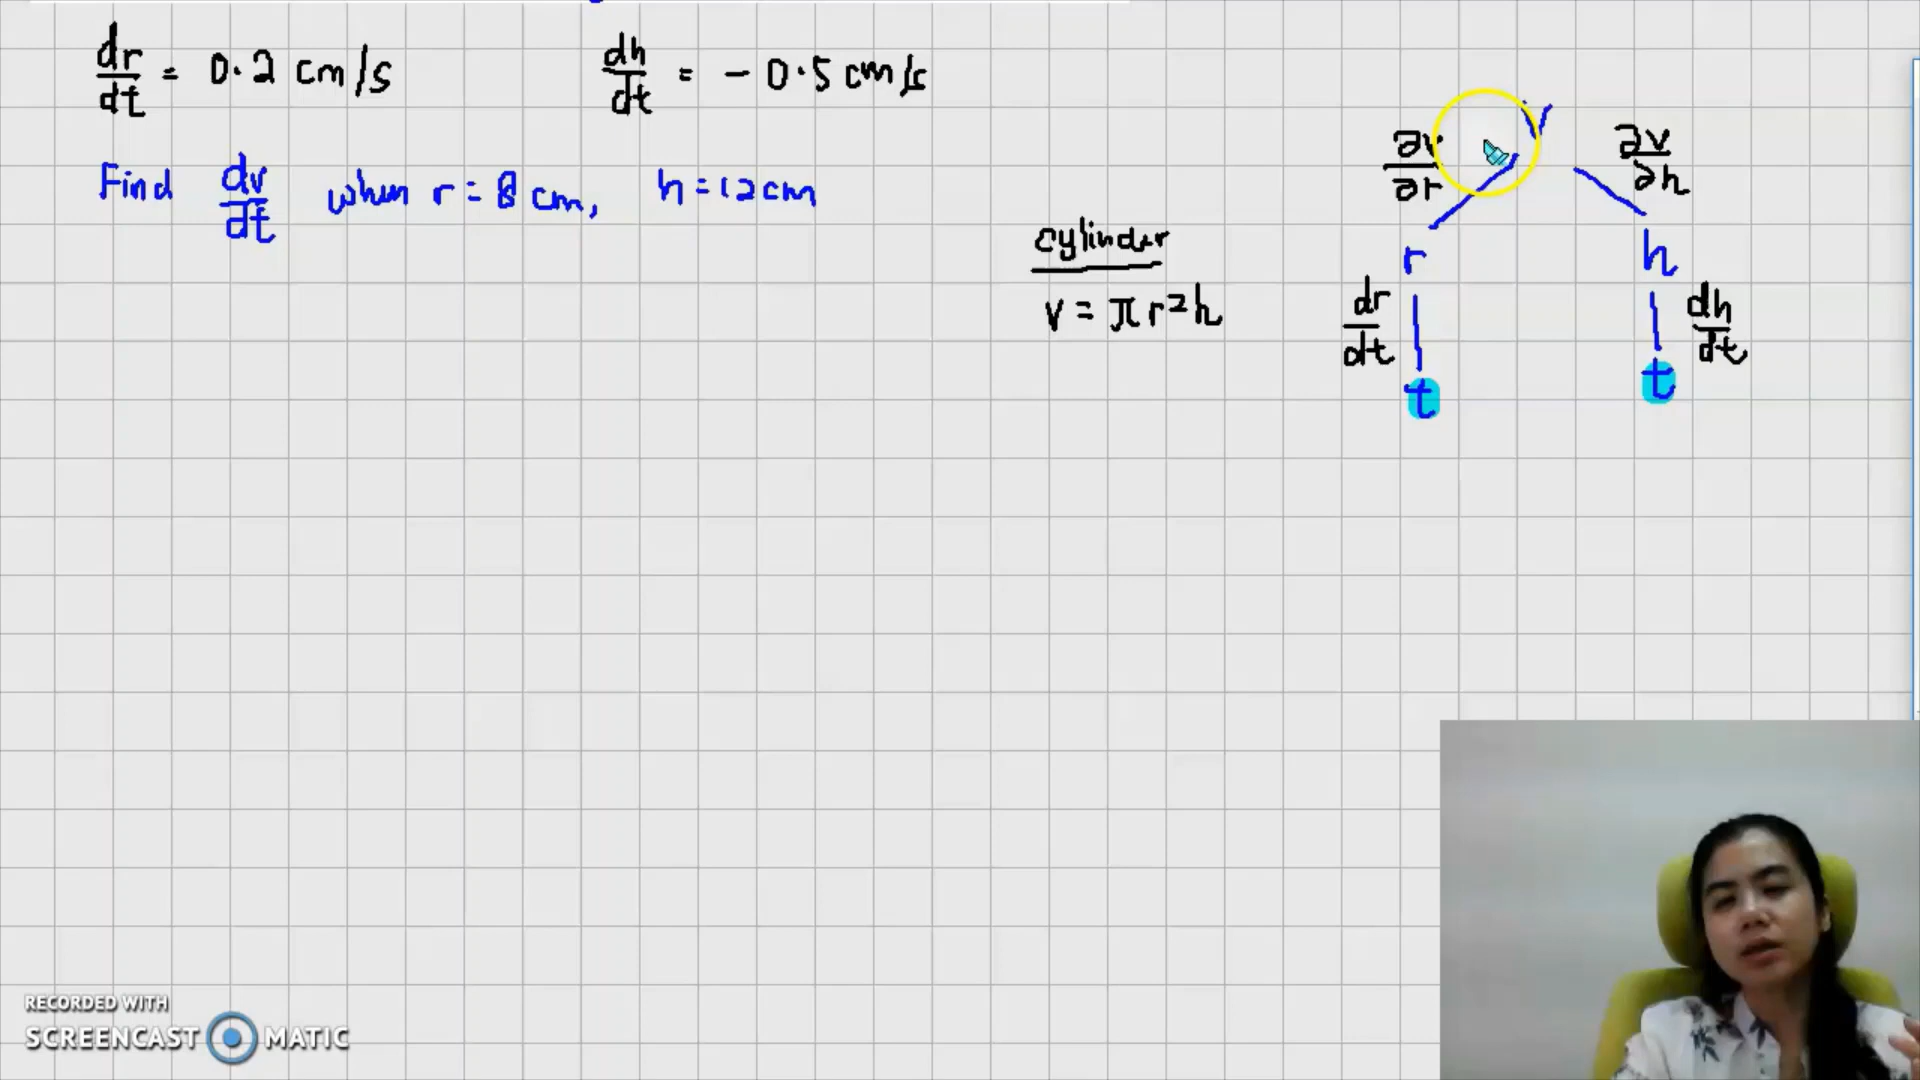 dr/dt = 0.2 cm/s
dh/dt = - 0.5 cm/s
Find dv/dt when r = 8 cm, h = 12 cm
cylinder
v = πr²h
V
∂v/∂r
∂v/∂h
r
h
dr/dt
dh/dt
t
t
RECORDED WITH
SCREENCAST MATIC